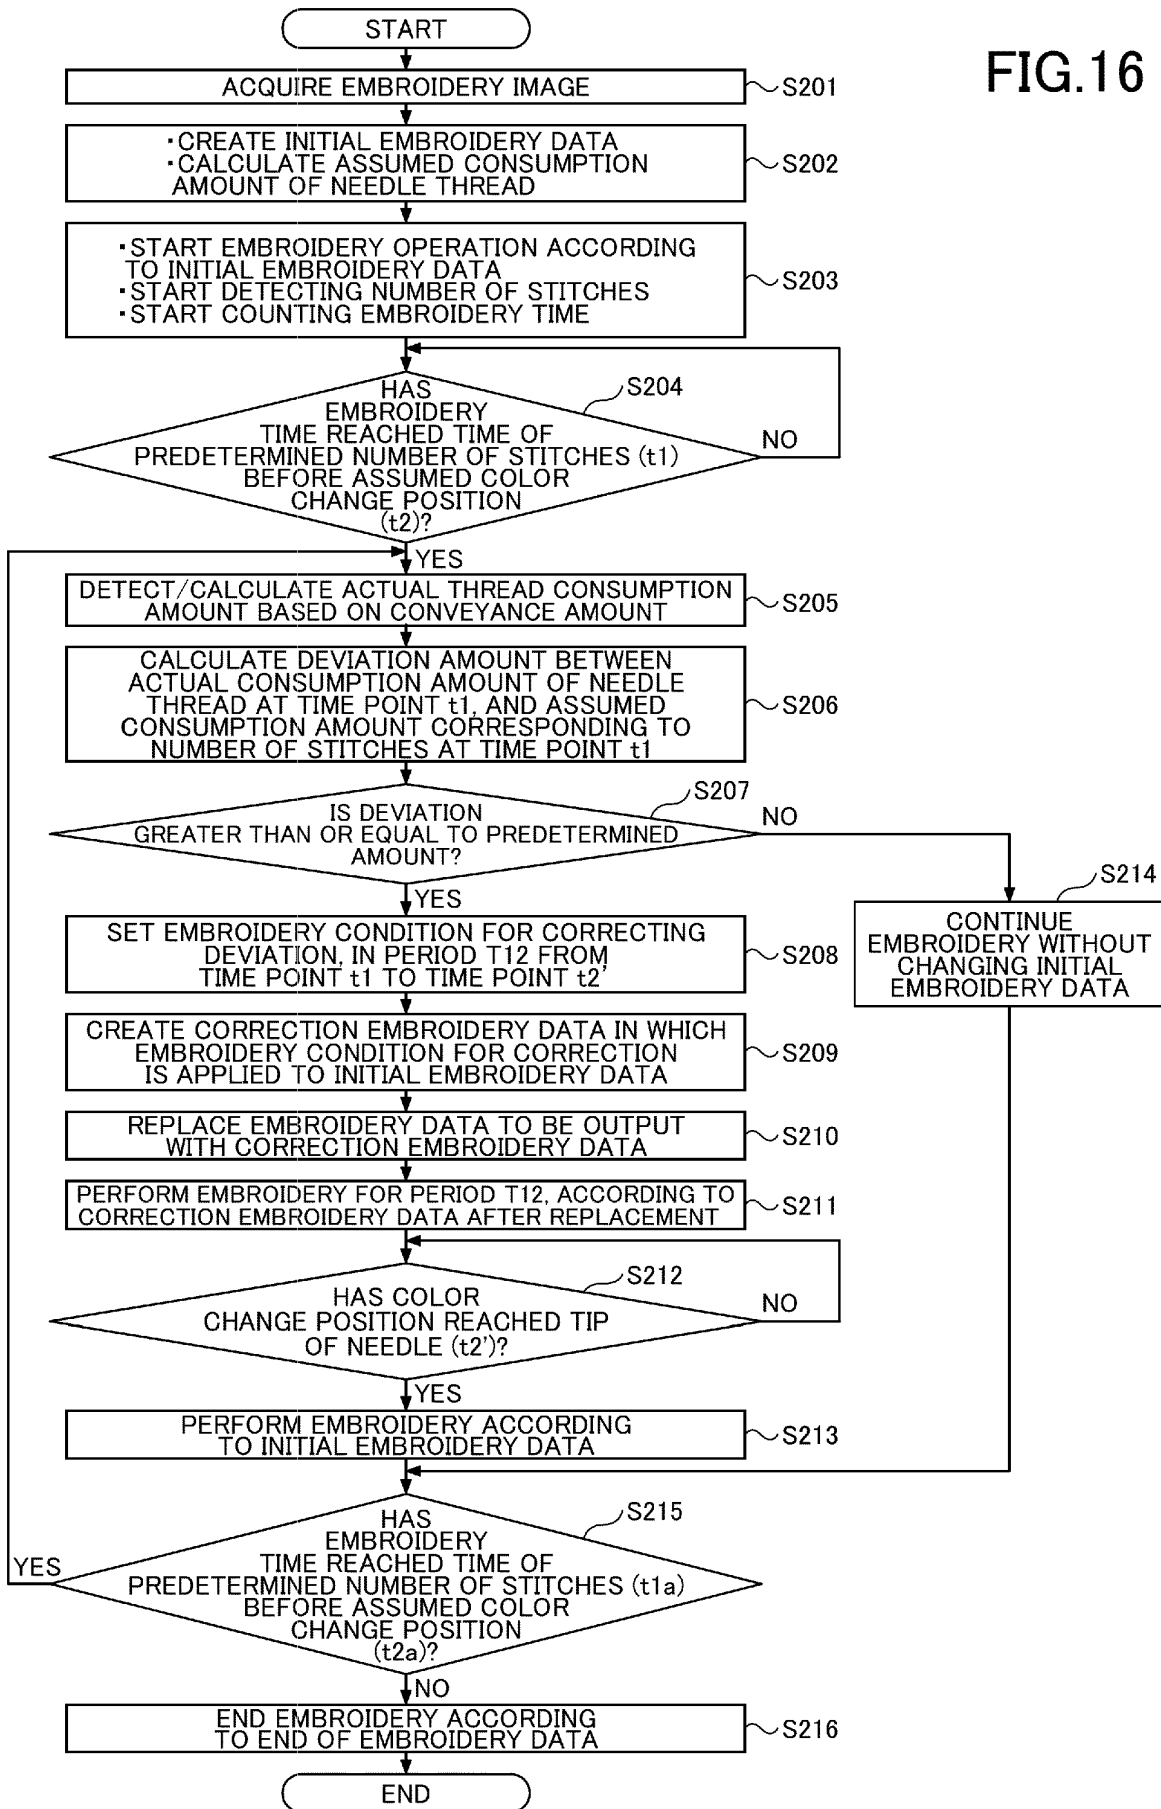 START
FIG.16
ACQUIRE EMBROIDERY IMAGE
S201
・CREATE INITIAL EMBROIDERY DATA
・CALCULATE ASSUMED CONSUMPTION
AMOUNT OF NEEDLE THREAD
S202
・START EMBROIDERY OPERATION ACCORDING
TO INITIAL EMBROIDERY DATA
・START DETECTING NUMBER OF STITCHES
・START COUNTING EMBROIDERY TIME
S203
S204
HAS
EMBROIDERY
TIME REACHED TIME OF
PREDETERMINED NUMBER OF STITCHES (t1)
BEFORE ASSUMED COLOR
CHANGE POSITION
(t2)?
NO
YES
DETECT/CALCULATE ACTUAL THREAD CONSUMPTION
AMOUNT BASED ON CONVEYANCE AMOUNT
S205
CALCULATE DEVIATION AMOUNT BETWEEN
ACTUAL CONSUMPTION AMOUNT OF NEEDLE
THREAD AT TIME POINT t1, AND ASSUMED
CONSUMPTION AMOUNT CORRESPONDING TO
NUMBER OF STITCHES AT TIME POINT t1
S206
S207
IS DEVIATION
GREATER THAN OR EQUAL TO PREDETERMINED
AMOUNT?
NO
YES
S214
CONTINUE
EMBROIDERY WITHOUT
CHANGING INITIAL
EMBROIDERY DATA
SET EMBROIDERY CONDITION FOR CORRECTING
DEVIATION, IN PERIOD T12 FROM
TIME POINT t1 TO TIME POINT t2'
S208
CREATE CORRECTION EMBROIDERY DATA IN WHICH
EMBROIDERY CONDITION FOR CORRECTION
IS APPLIED TO INITIAL EMBROIDERY DATA
S209
REPLACE EMBROIDERY DATA TO BE OUTPUT
WITH CORRECTION EMBROIDERY DATA
S210
PERFORM EMBROIDERY FOR PERIOD T12, ACCORDING TO
CORRECTION EMBROIDERY DATA AFTER REPLACEMENT
S211
S212
HAS COLOR
CHANGE POSITION REACHED TIP
OF NEEDLE (t2')?
NO
YES
PERFORM EMBROIDERY ACCORDING
TO INITIAL EMBROIDERY DATA
S213
S215
HAS
EMBROIDERY
TIME REACHED TIME OF
PREDETERMINED NUMBER OF STITCHES (t1a)
BEFORE ASSUMED COLOR
CHANGE POSITION
(t2a)?
YES
NO
END EMBROIDERY ACCORDING
TO END OF EMBROIDERY DATA
S216
END